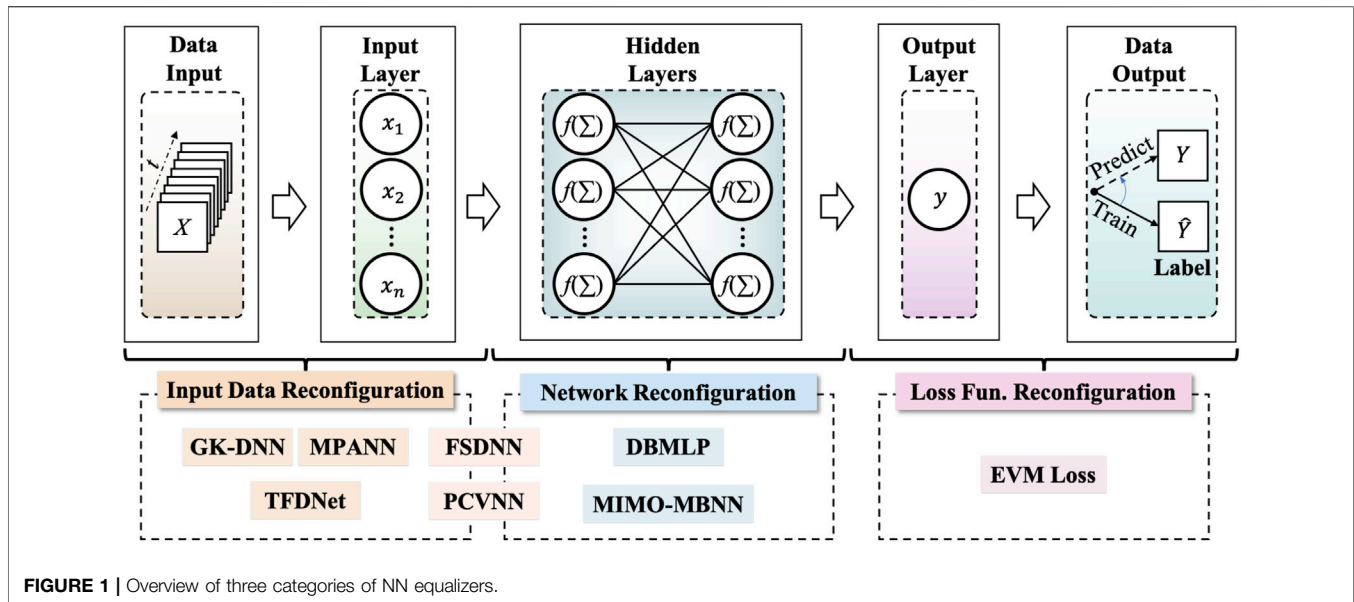 Data
Input
Input
Layer
Hidden
Layers
Output
Layer
Data
Output
t
X
x₁
x₂
⋮
xₙ
f(∑)
f(∑)
f(∑)
f(∑)
⋮
⋮
f(∑)
f(∑)
y
Predict
Y
Train
Ŷ
Label
Input Data Reconfiguration
Network Reconfiguration
Loss Fun. Reconfiguration
GK-DNN
MPANN
FSDNN
DBMLP
EVM Loss
TFDNet
PCVNN
MIMO-MBNN
FIGURE 1 | Overview of three categories of NN equalizers.